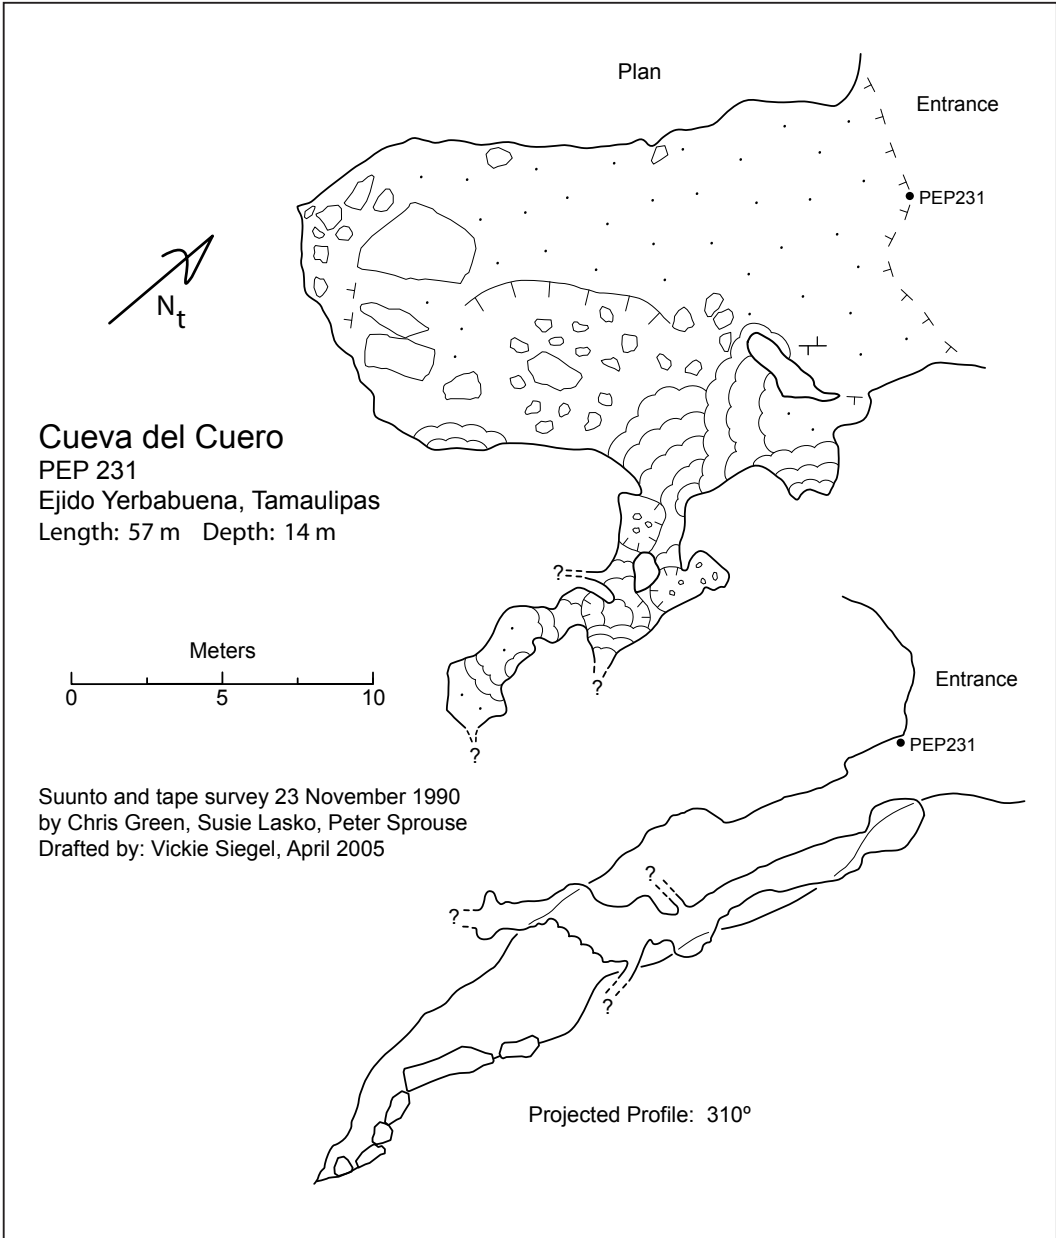 Plan
Entrance
PEP231
Nt
Cueva del Cuero
PEP 231
Ejido Yerbabuena, Tamaulipas
Length: 57 m Depth: 14 m
?
?
?
Meters
0 5 10
Entrance
PEP231
Suunto and tape survey 23 November 1990
by Chris Green, Susie Lasko, Peter Sprouse
Drafted by: Vickie Siegel, April 2005
?
?
?
Projected Profile: 310º